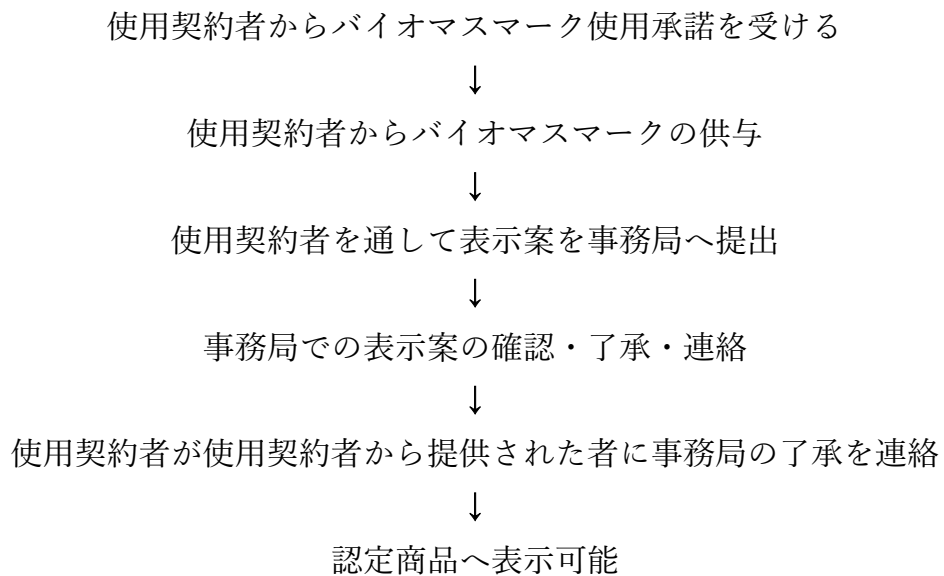 使用契約者からバイオマスマーク使用承諾を受ける
↓
使用契約者からバイオマスマークの供与
↓
使用契約者を通して表示案を事務局へ提出
↓
事務局での表示案の確認・了承・連絡
↓
使用契約者が使用契約者から提供された者に事務局の了承を連絡
↓
認定商品へ表示可能